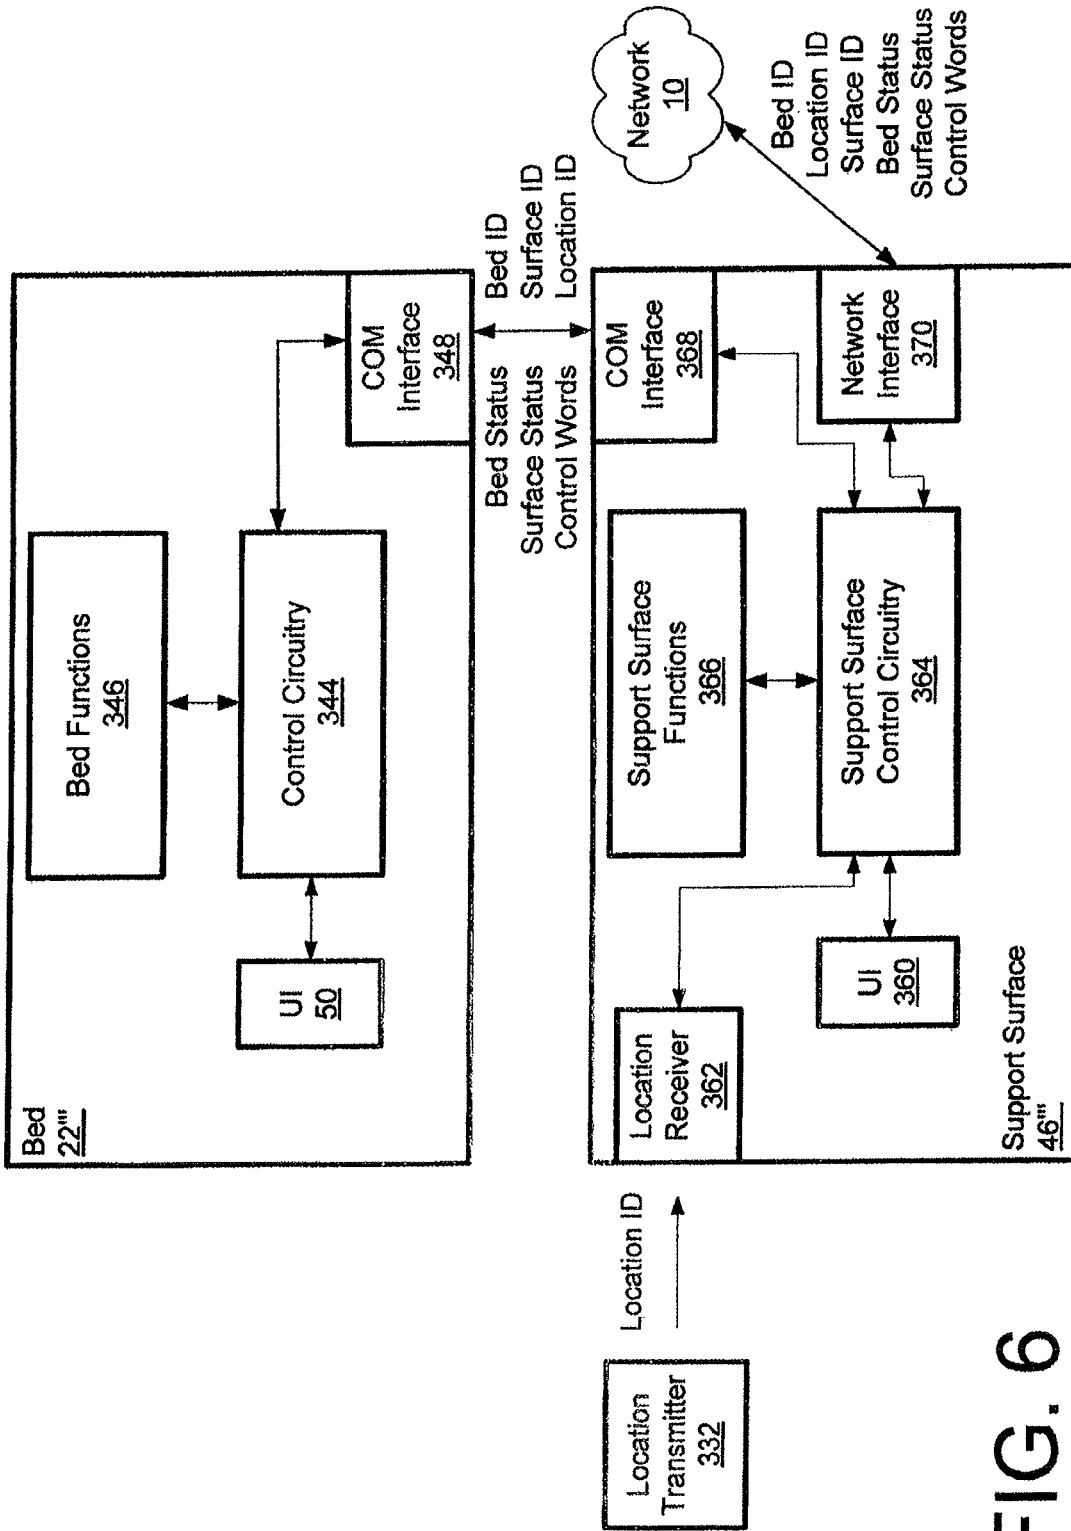 Bed
22'''
Bed Functions
346
Control Circuitry
344
UI
50
COM
Interface
348
Bed Status
Surface Status
Control Words
Bed ID
Surface ID
Location ID
Location
Transmitter
332
Location ID
Location
Receiver
362
Support Surface
Functions
366
COM
Interface
368
Support Surface
Control Circuitry
364
UI
360
Network
Interface
370
Network
10
Bed ID
Location ID
Surface ID
Bed Status
Surface Status
Control Words
Support Surface
46'''
FIG. 6